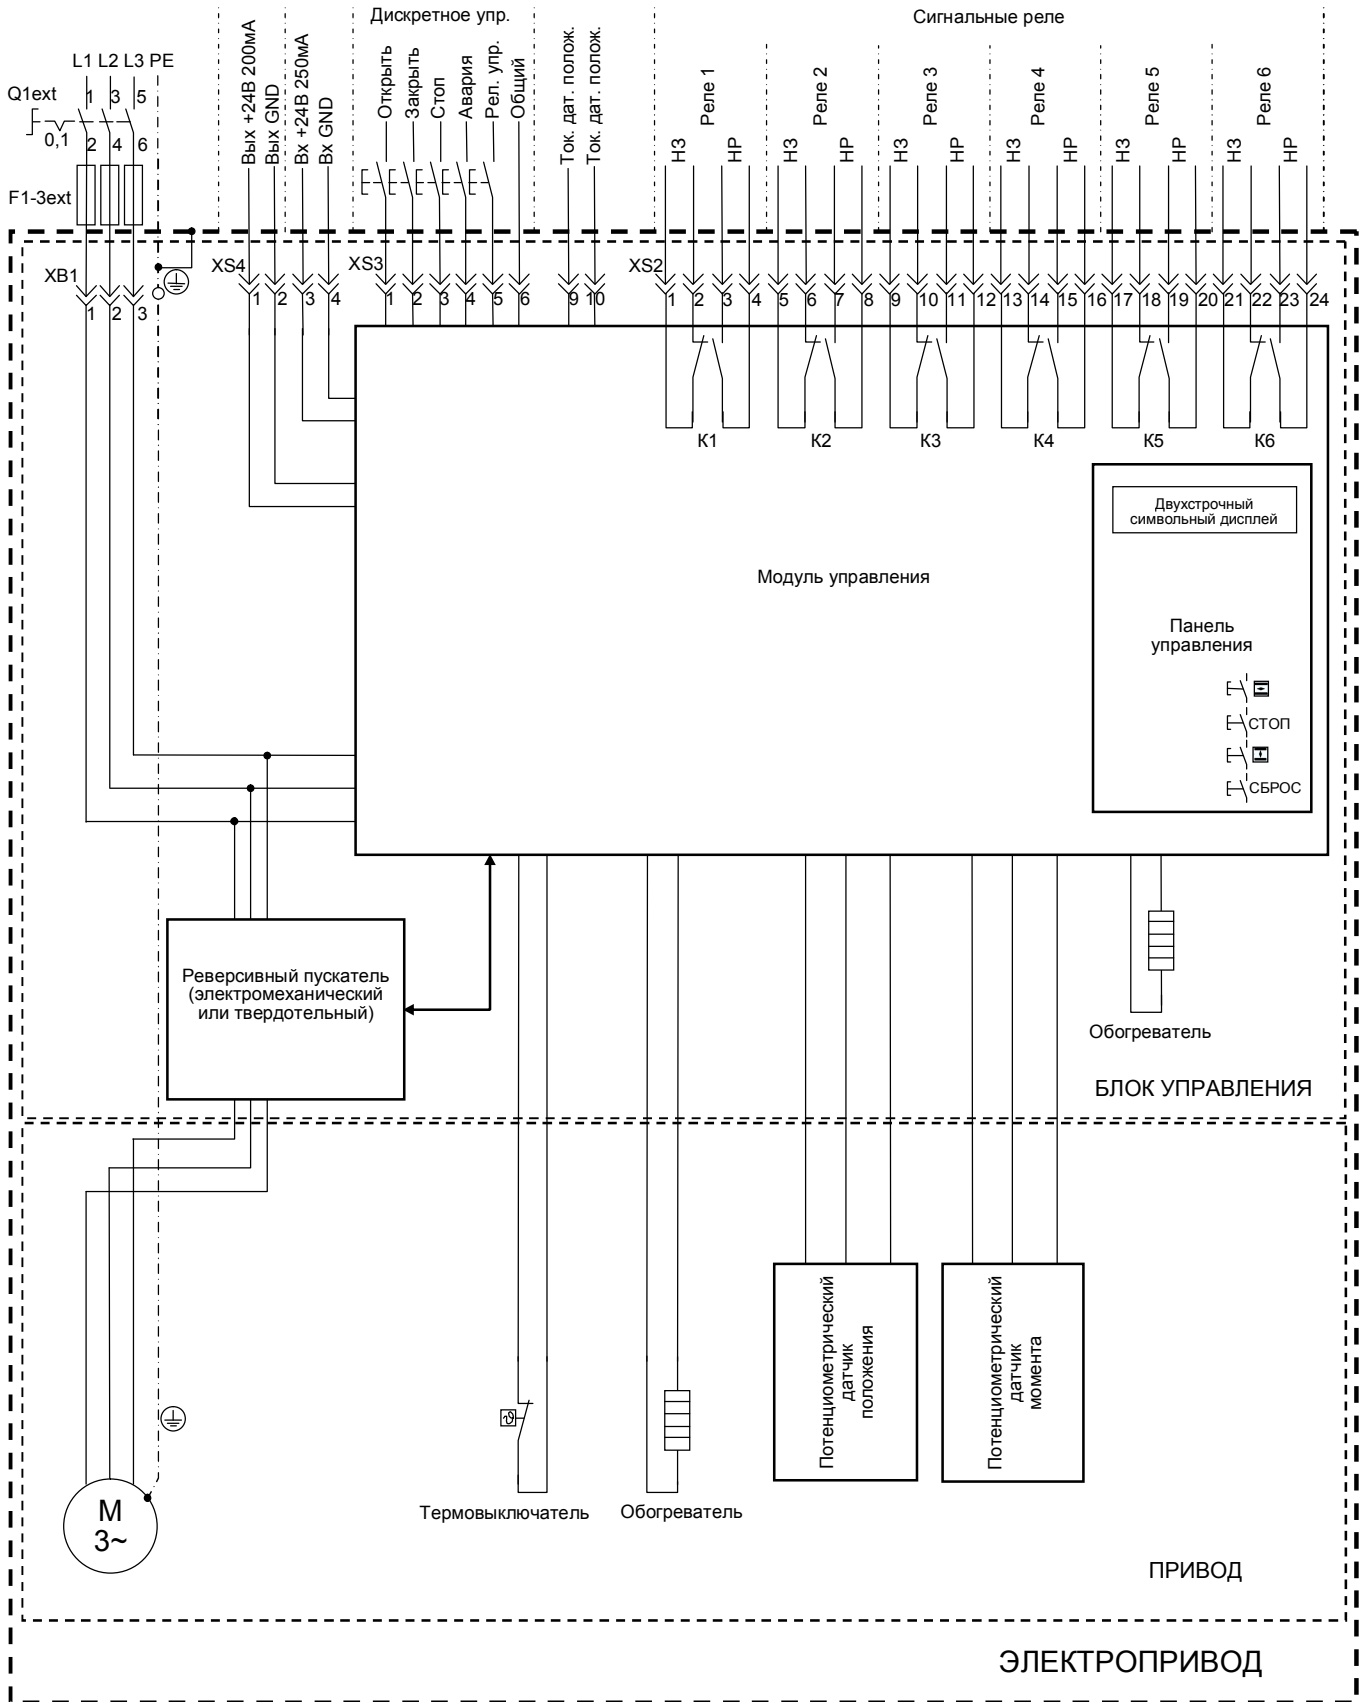 Дискретное упр.
Сигнальные реле
L1 L2 L3 PE
Q1ext
1 3 5
0,1
2 4 6
F1-3ext
Вых +24В 200мА
Вых GND
Вх +24В 250мА
Вх GND
Открыть
Закрыть
Стоп
Авария
Рел. упр.
Общий
Ток. дат. полож.
Ток. дат. полож.
НЗ
Реле 1
НР
НЗ
Реле 2
НР
НЗ
Реле 3
НР
НЗ
Реле 4
НР
НЗ
Реле 5
НР
НЗ
Реле 6
НР
XB1
1 2 3
XS4
1 2 3 4
XS3
1 2 3 4 5 6 9 10
XS2
1 2 3 4 5 6 7 8 9 10 11 12 13 14 15 16 17 18 19 20 21 22 23 24
К1 К2 К3 К4 К5 К6
Двухстрочный
символьный дисплей
Модуль управления
Панель
управления
СТОП
СБРОС
Реверсивный пускатель
(электромеханический
или твердотельный)
Обогреватель
БЛОК УПРАВЛЕНИЯ
Потенциометрический
датчик
положения
Потенциометрический
датчик
момента
ϑ
Термовыключатель
Обогреватель
М
3~
ПРИВОД
ЭЛЕКТРОПРИВОД